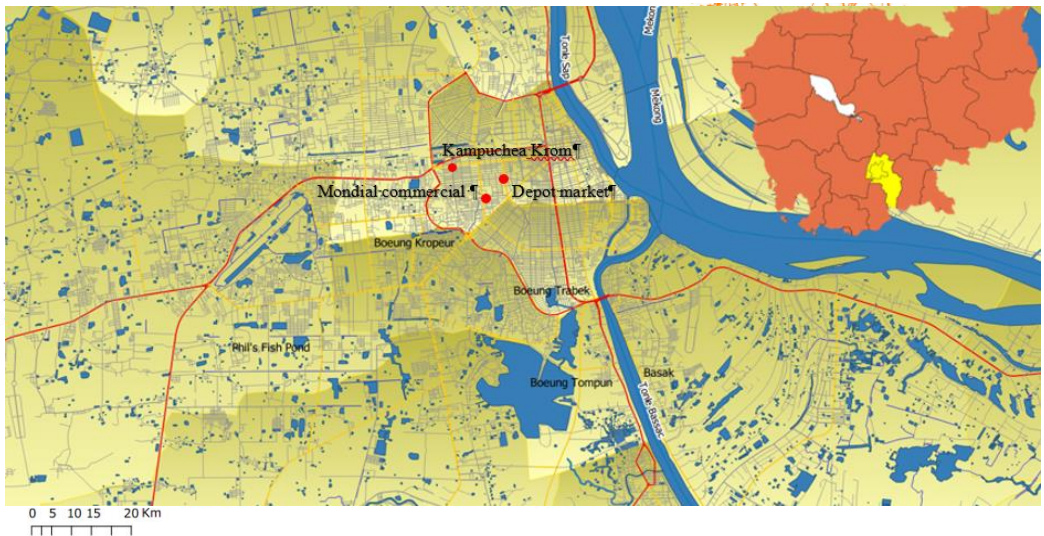 Tonle Sap
Mekong
Mekong
Kampuchea Krom¶
Mondial commercial ¶
Depot market¶
Boeung Kropeur
Boeung Trabek
Phil's Fish Pond
Boeung Tompun
Basak
Tonle Bassac
0 5 10 15 20 Km